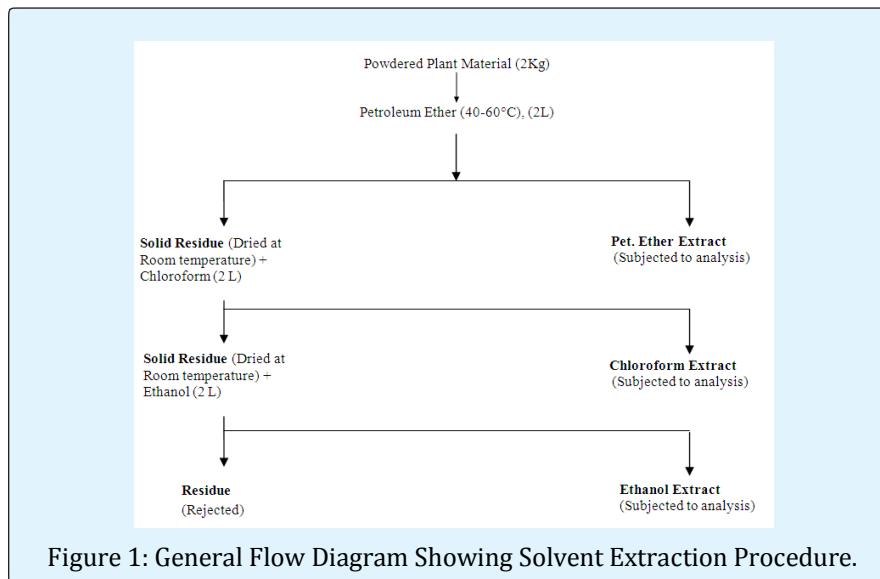 Powdered Plant Material (2Kg)
Petroleum Ether (40-60°C), (2L)
Solid Residue (Dried at
Room temperature) +
Chloroform (2 L)
Pet. Ether Extract
(Subjected to analysis)
Solid Residue (Dried at
Room temperature) +
Ethanol (2 L)
Chloroform Extract
(Subjected to analysis)
Residue
(Rejected)
Ethanol Extract
(Subjected to analysis)
Figure 1: General Flow Diagram Showing Solvent Extraction Procedure.